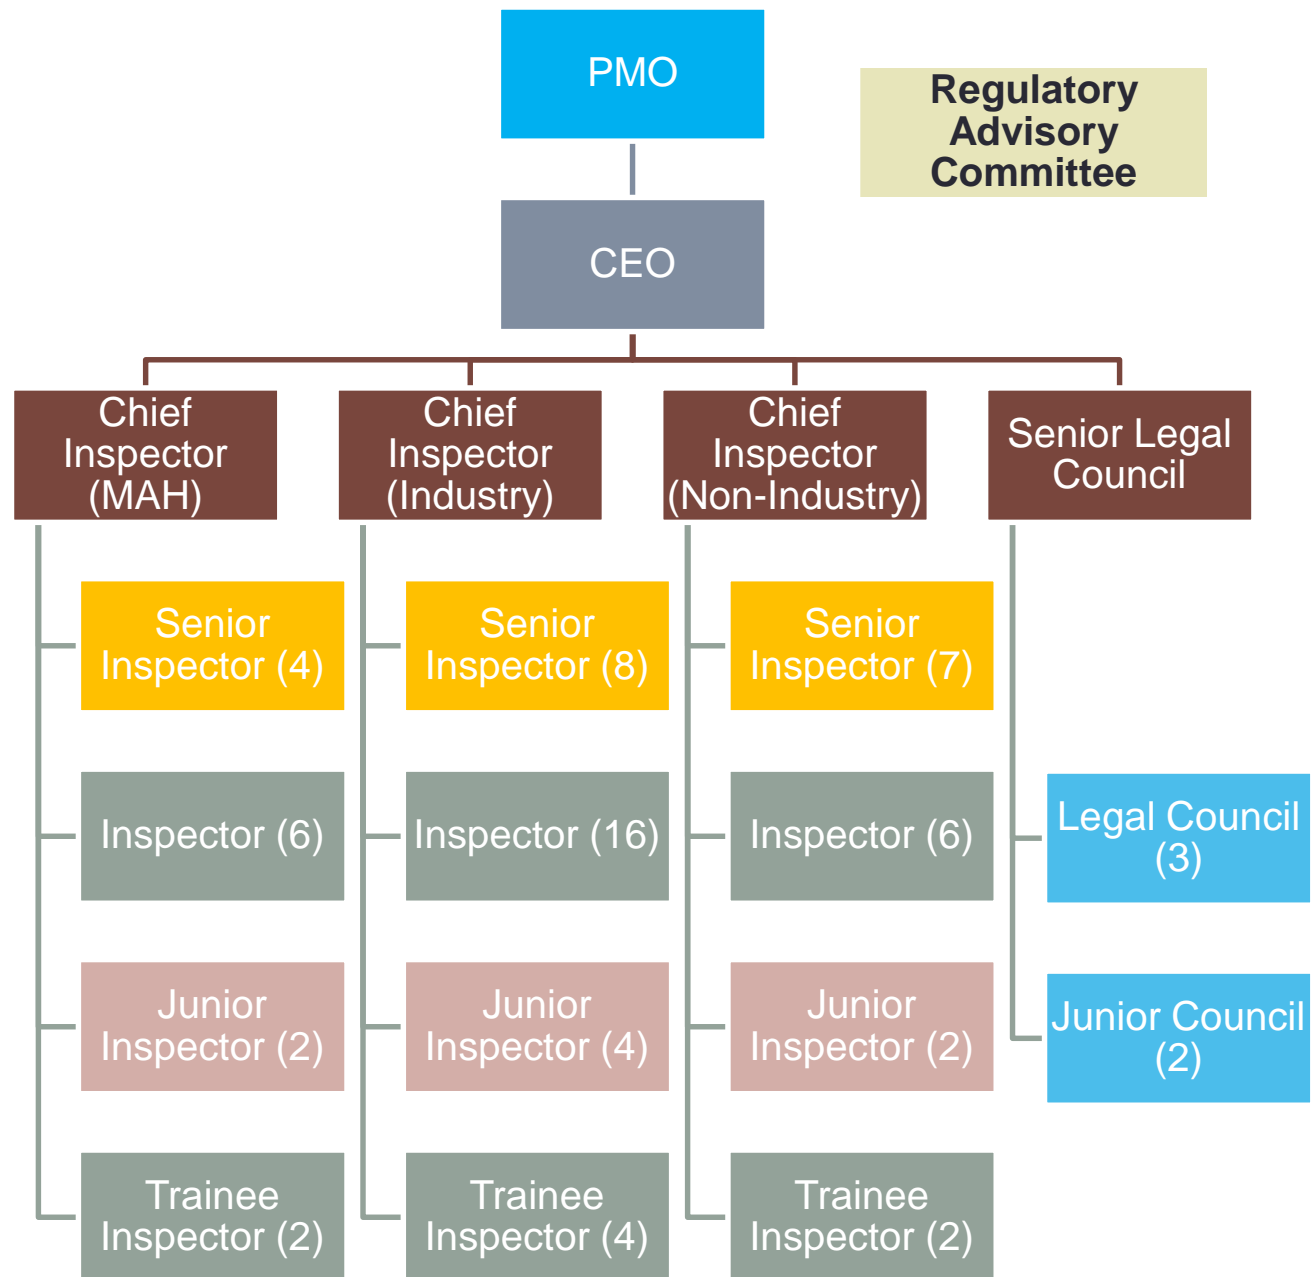 PMO
Regulatory
Advisory
Committee
CEO
Chief
Inspector
(MAH)
Chief
Inspector
(Industry)
Chief
Inspector
(Non-Industry)
Senior Legal
Council
Senior
Inspector (4)
Senior
Inspector (8)
Senior
Inspector (7)
Inspector (6)
Inspector (16)
Inspector (6)
Legal Council
(3)
Junior
Inspector (2)
Junior
Inspector (4)
Junior
Inspector (2)
Junior Council
(2)
Trainee
Inspector (2)
Trainee
Inspector (4)
Trainee
Inspector (2)